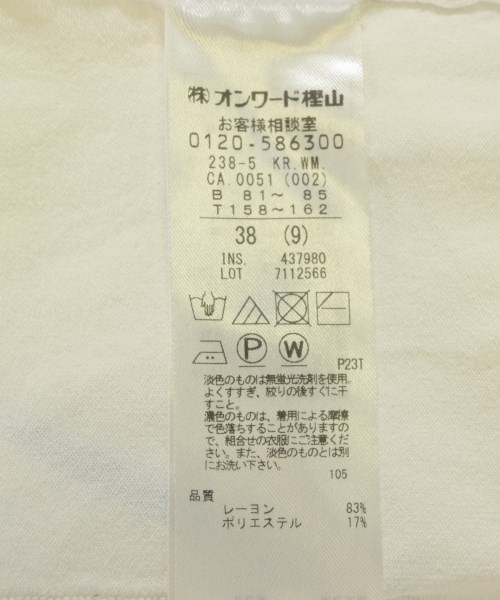 (株)オンワード樫山
お客様相談室
0120-586300
238-5 KR.WM.
CA.0051 (002)
B 81～ 85
T158～162
38 (9)
INS. 437980
LOT 7112566
P W
P23T
淡色のものは無蛍光洗剤を使用。
よくすすぎ、絞りの後すぐに干
すこと。
濃色のものは、着用による摩擦
で色落ちすることがありますの
で、組合せの衣服にご注意くだ
さい。また、淡色のものとは別
にお洗い下さい。
105
品質
レーヨン 83%
ポリエステル 17%